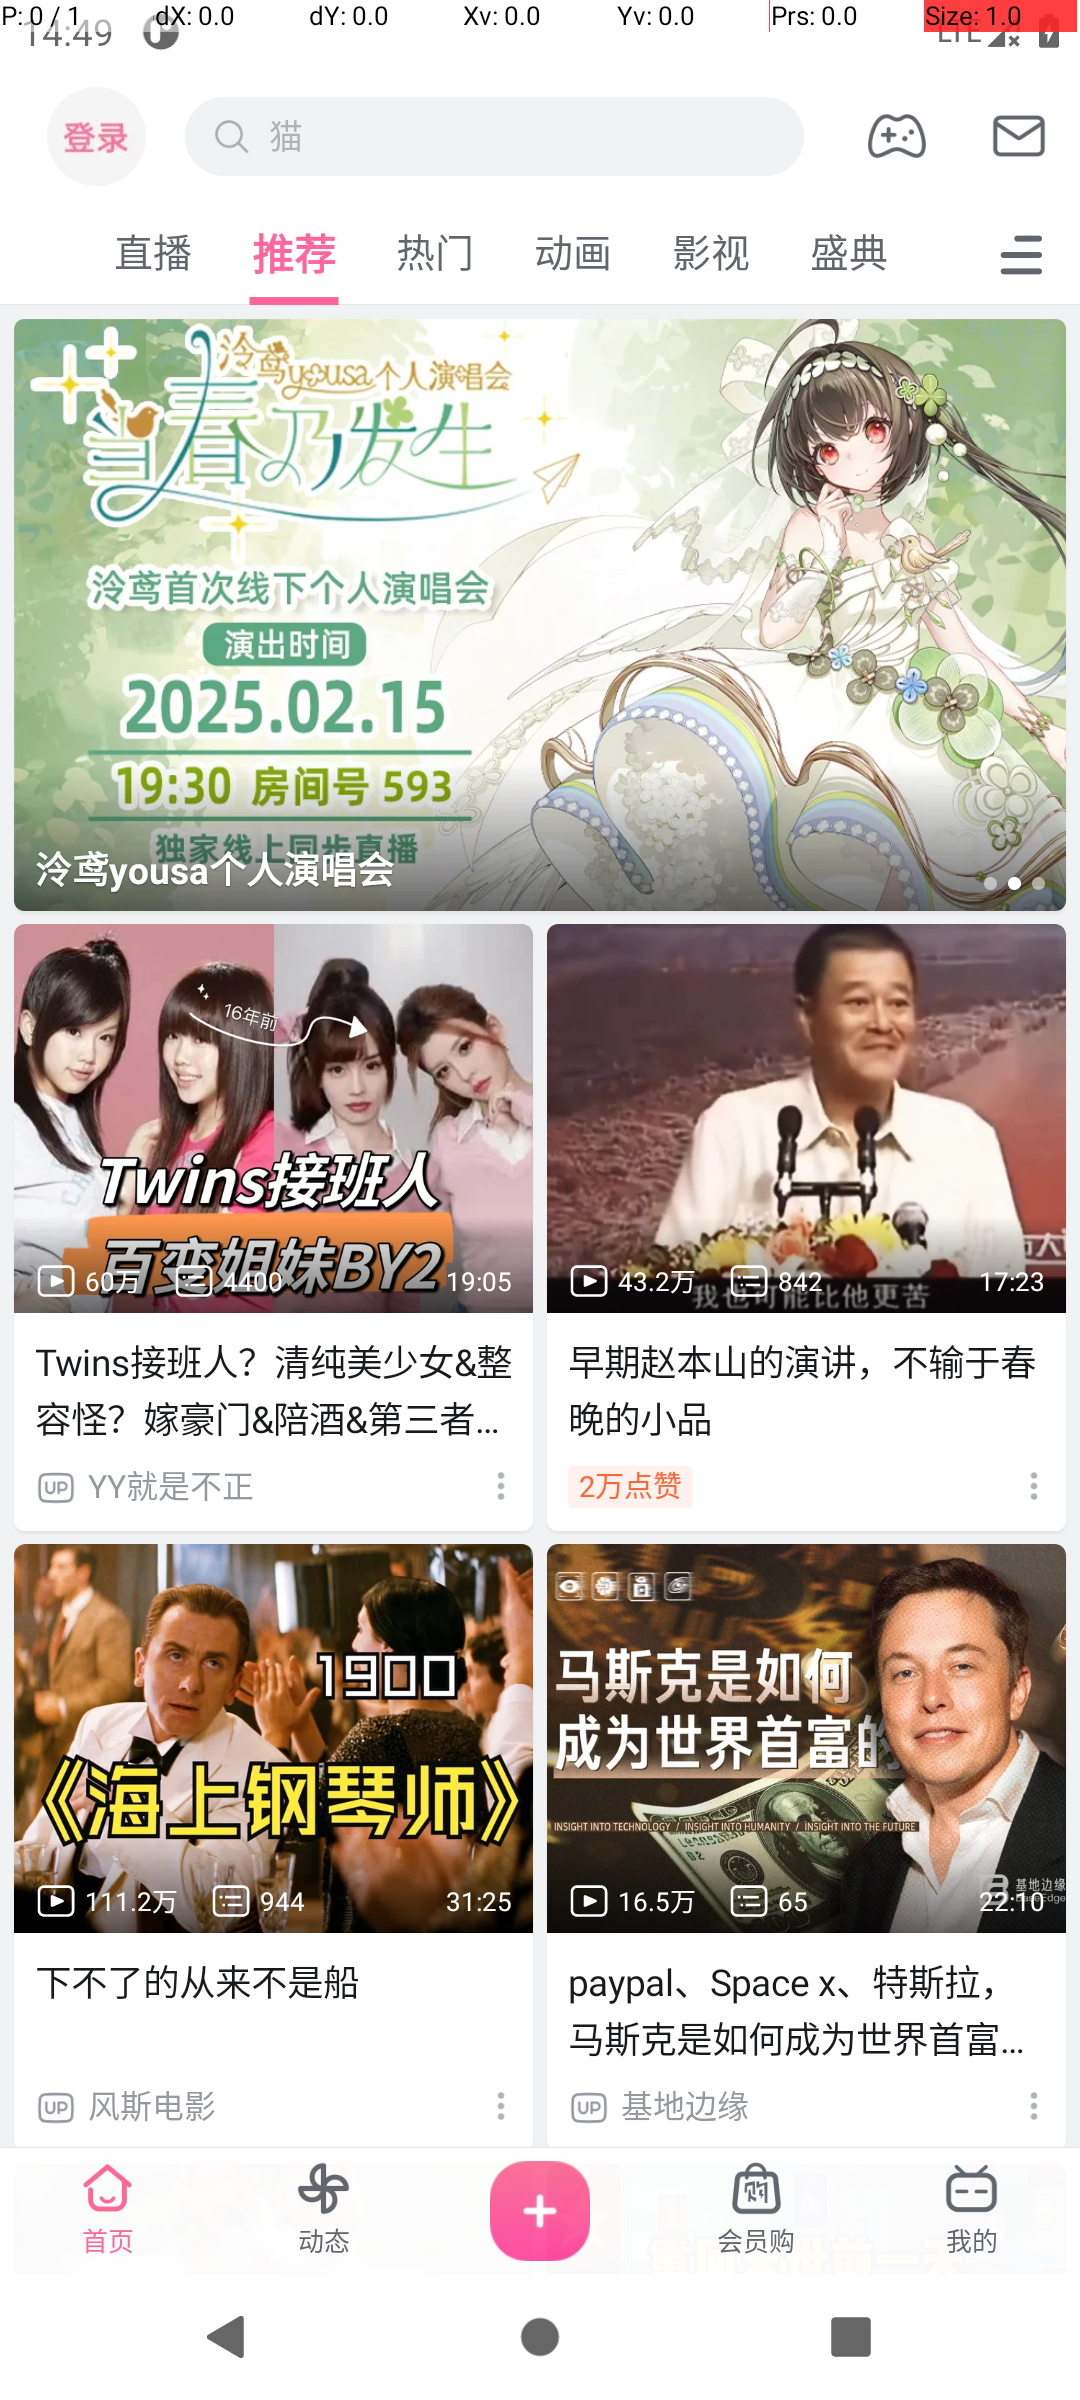 P: 0 / 1 dX: 0.0 dY: 0.0 Xv: 0.0 Yv: 0.0 Prs: 0.0 Size: 1.0
14:49 LTE
登录 猫
直播 推荐 热门 动画 影视 盛典
泠鸢yousa个人演唱会
当春乃发生
泠鸢首次线下个人演唱会
演出时间
2025.02.15
19:30 房间号 593
独家线上同步直播
泠鸢yousa个人演唱会
16年前
Twins接班人
百变姐妹BY2
60万 4400 19:05
Twins接班人？清纯美少女&整
容怪？嫁豪门&陪酒&第三者...
UP YY就是不正
我也可能比他更苦
43.2万 842 17:23
早期赵本山的演讲，不输于春
晚的小品
2万点赞
1900
《海上钢琴师》
111.2万 944 31:25
下不了的从来不是船
UP 风斯电影
马斯克是如何
成为世界首富的
INSIGHT INTO TECHNOLOGY / INSIGHT INTO HUMANITY / INSIGHT INTO THE FUTURE
基地边缘
BaseEdge
16.5万 65 22:10
paypal、Space x、特斯拉，
马斯克是如何成为世界首富...
UP 基地边缘
首页 动态 会员购 我的